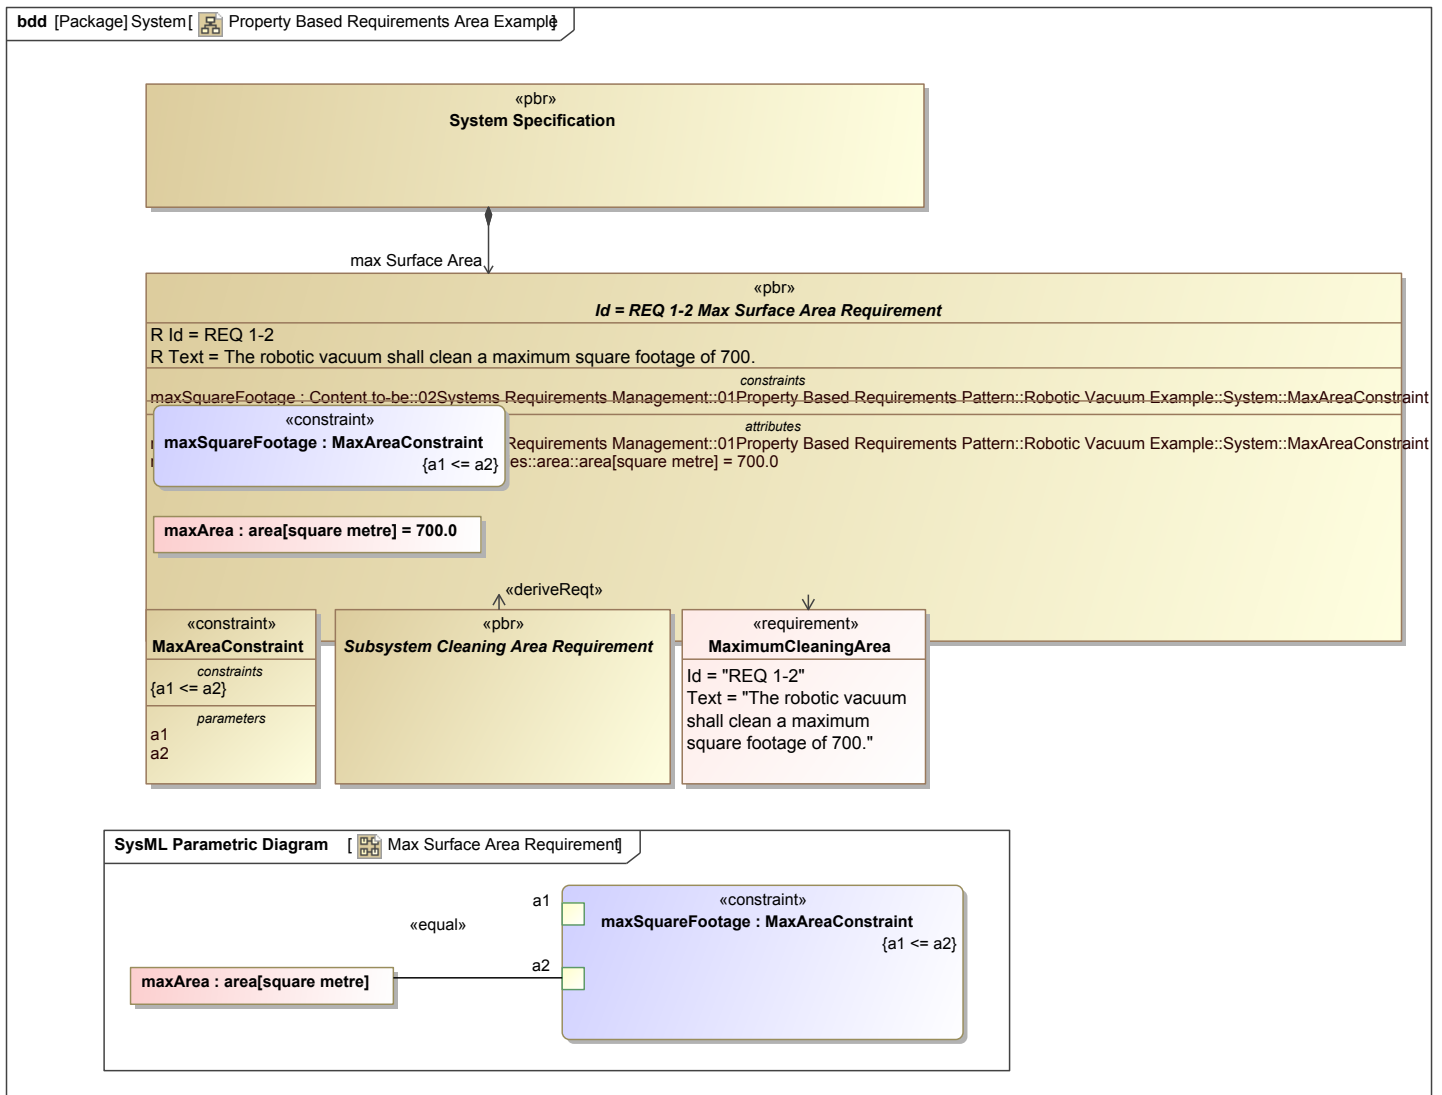 bdd [Package] System [ Property Based Requirements Area Example]
«pbr»
System Specification
max Surface Area
«pbr»
Id = REQ 1-2 Max Surface Area Requirement
R Id = REQ 1-2
R Text = The robotic vacuum shall clean a maximum square footage of 700.
constraints
maxSquareFootage : Content to-be::02Systems Requirements Management::01Property Based Requirements Pattern::Robotic Vacuum Example::System::MaxAreaConstraint
attributes
Requirements Management::01Property Based Requirements Pattern::Robotic Vacuum Example::System::MaxAreaConstraint
es::area::area[square metre] = 700.0
«constraint»
maxSquareFootage : MaxAreaConstraint
{a1 <= a2}
maxArea : area[square metre] = 700.0
«deriveReqt»
«constraint»
MaxAreaConstraint
constraints
{a1 <= a2}
parameters
a1
a2
«pbr»
Subsystem Cleaning Area Requirement
«requirement»
MaximumCleaningArea
Id = "REQ 1-2"
Text = "The robotic vacuum
shall clean a maximum
square footage of 700."
SysML Parametric Diagram [ Max Surface Area Requirement]
a1
«equal»
a2
maxArea : area[square metre]
«constraint»
maxSquareFootage : MaxAreaConstraint
{a1 <= a2}